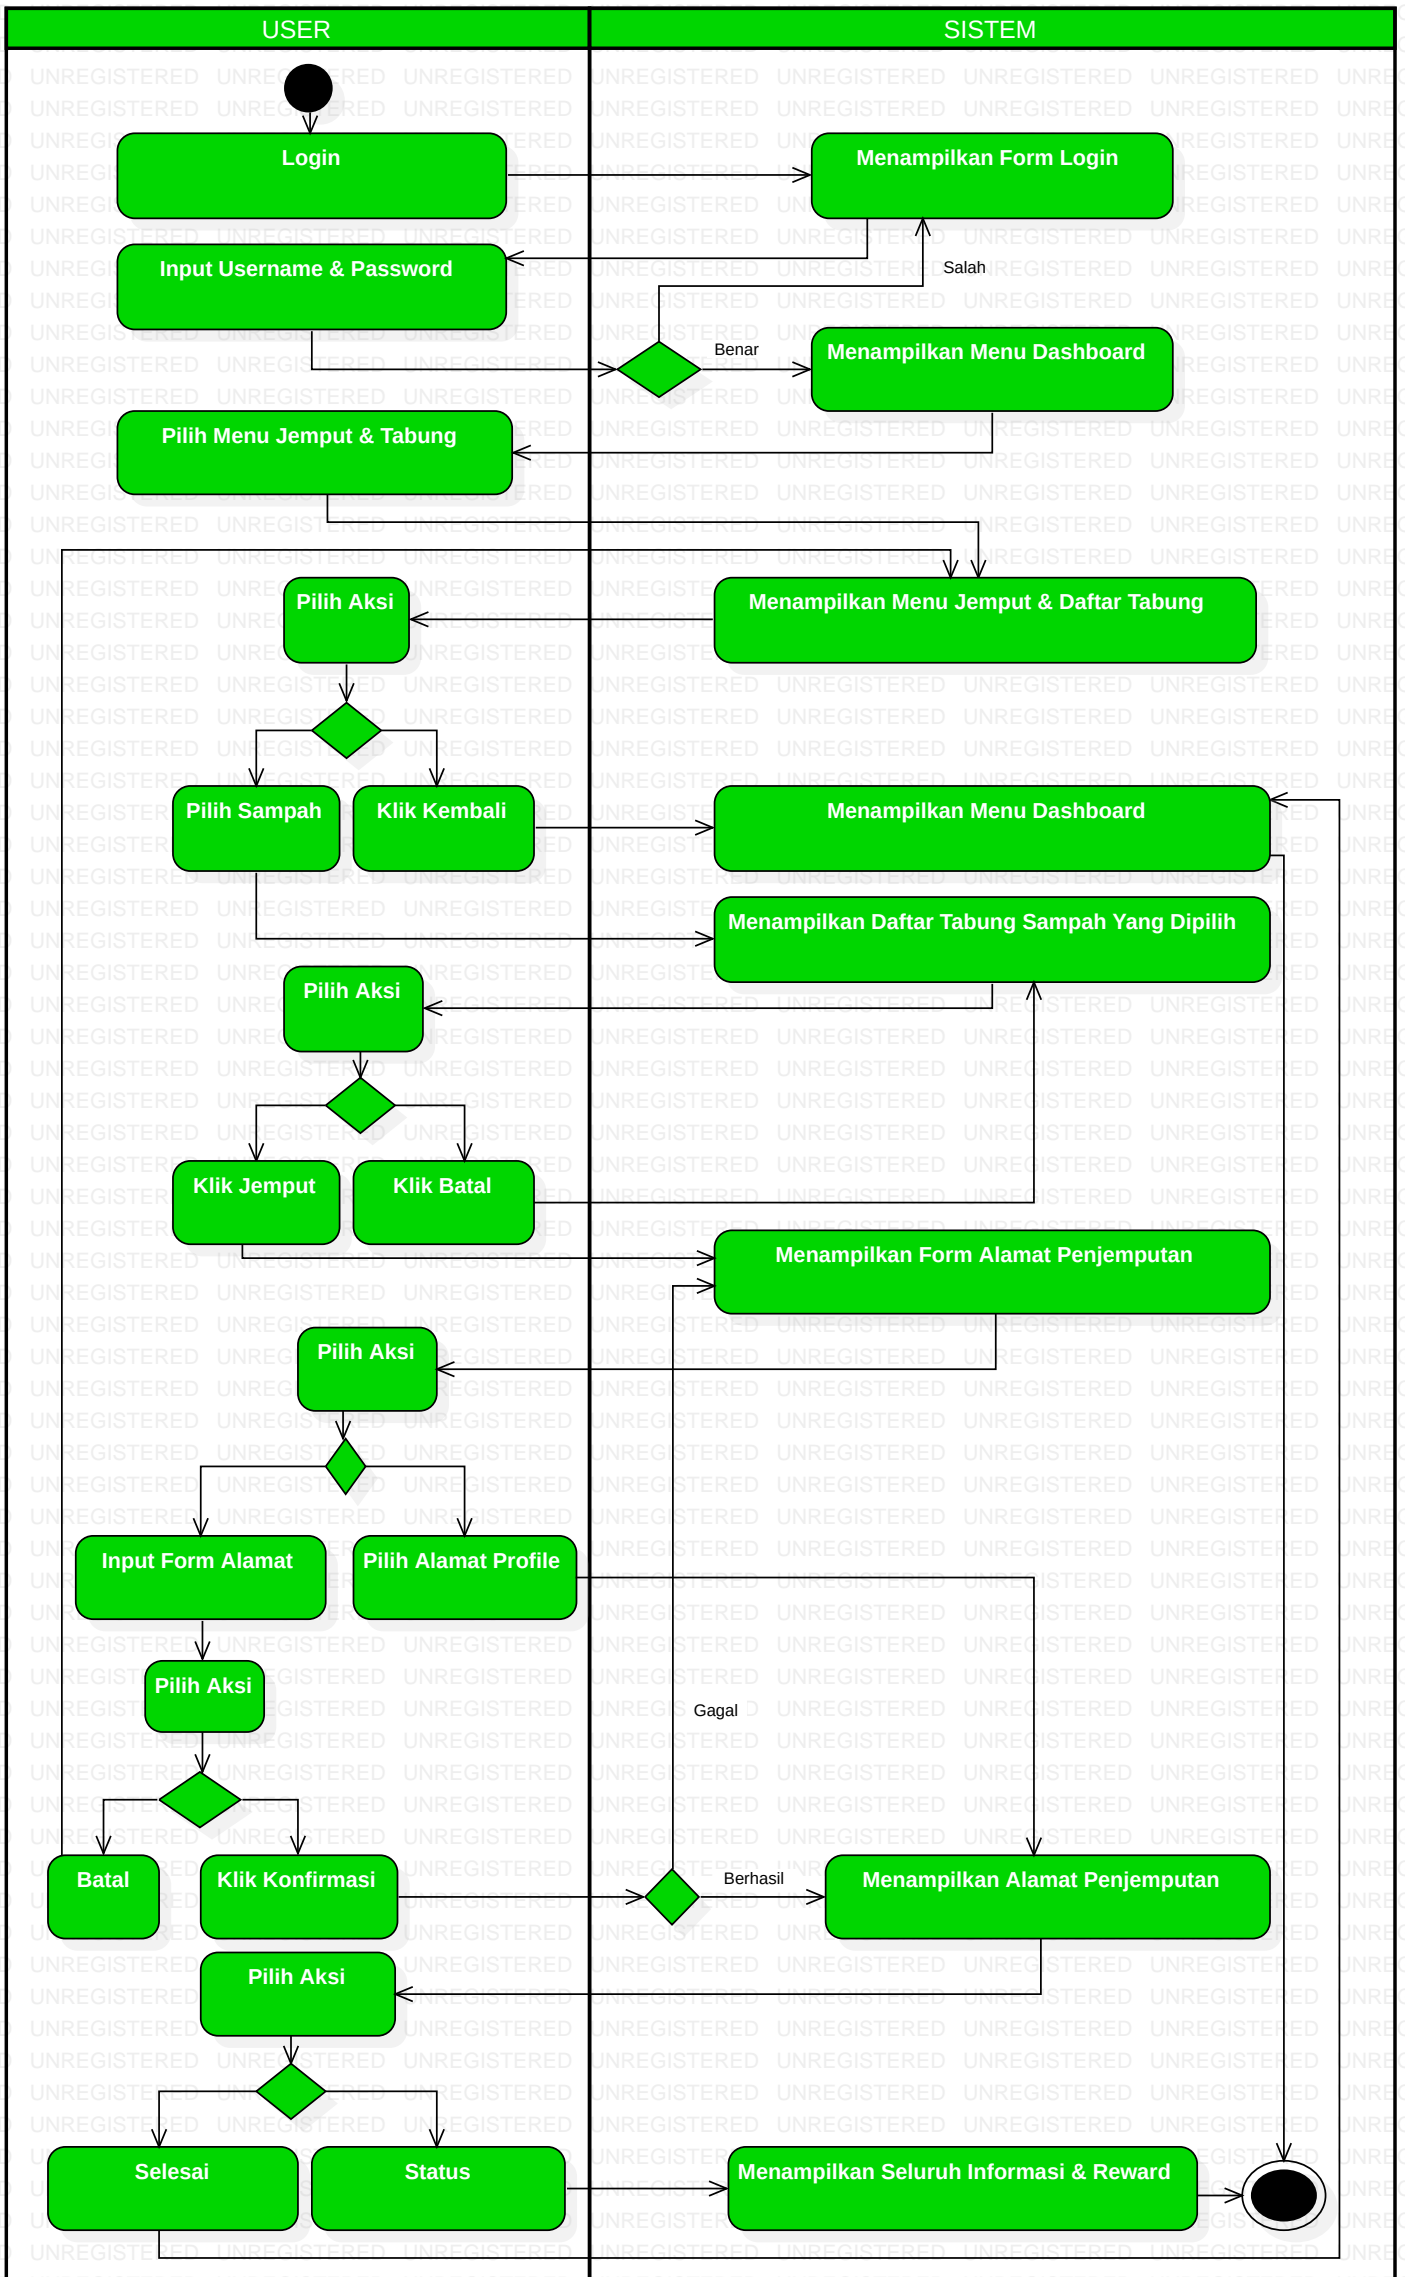 USER
SISTEM
Login
Menampilkan Form Login
Input Username & Password
Salah
Benar
Menampilkan Menu Dashboard
Pilih Menu Jemput & Tabung
Pilih Aksi
Menampilkan Menu Jemput & Daftar Tabung
Pilih Sampah
Klik Kembali
Menampilkan Menu Dashboard
Menampilkan Daftar Tabung Sampah Yang Dipilih
Pilih Aksi
Klik Jemput
Klik Batal
Menampilkan Form Alamat Penjemputan
Pilih Aksi
Input Form Alamat
Pilih Alamat Profile
Pilih Aksi
Gagal
Batal
Klik Konfirmasi
Berhasil
Menampilkan Alamat Penjemputan
Pilih Aksi
Selesai
Status
Menampilkan Seluruh Informasi & Reward
UNREGISTERED